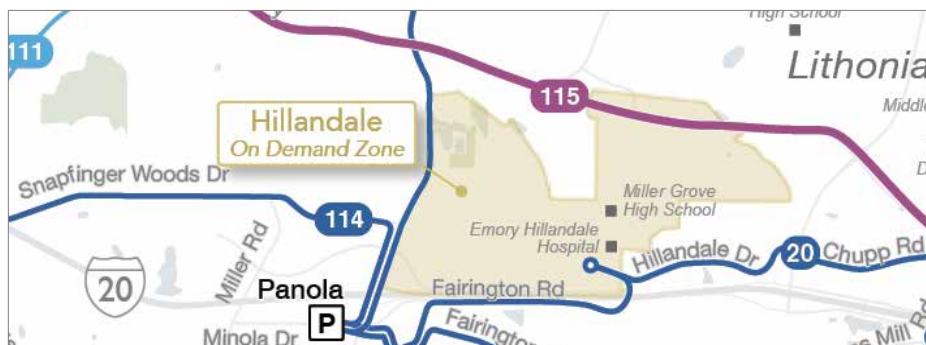 High School
111
115
Lithonia
Middle
Hillandale
On Demand Zone
Snapfinger Woods Dr
Miller Grove
High School
114
Emory Hillandale
Hospital
Miller Rd
Hillandale Dr
20
Chupp Rd
20
Panola
P
Fairington Rd
Minola Dr
Fairington
Mill Rd